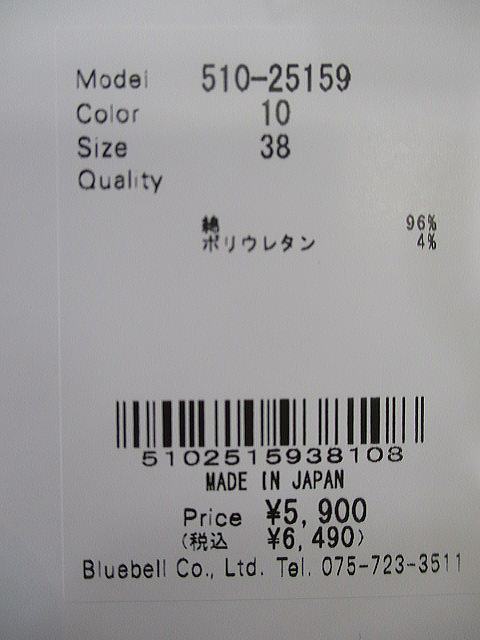 Model 510-25159
Color 10
Size 38
Quality
綿 96%
ポリウレタン 4%
5102515938108
MADE IN JAPAN
Price ¥5,900
(税込 ¥6,490)
Bluebell Co., Ltd. Tel. 075-723-3511